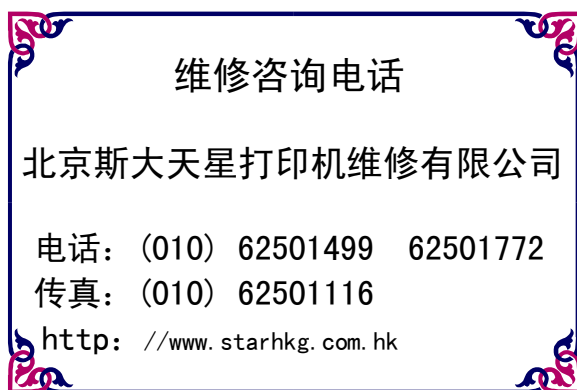 维修咨询电话
北京斯大天星打印机维修有限公司
电话：(010) 62501499  62501772
传真：(010) 62501116
http：//www.starhkg.com.hk